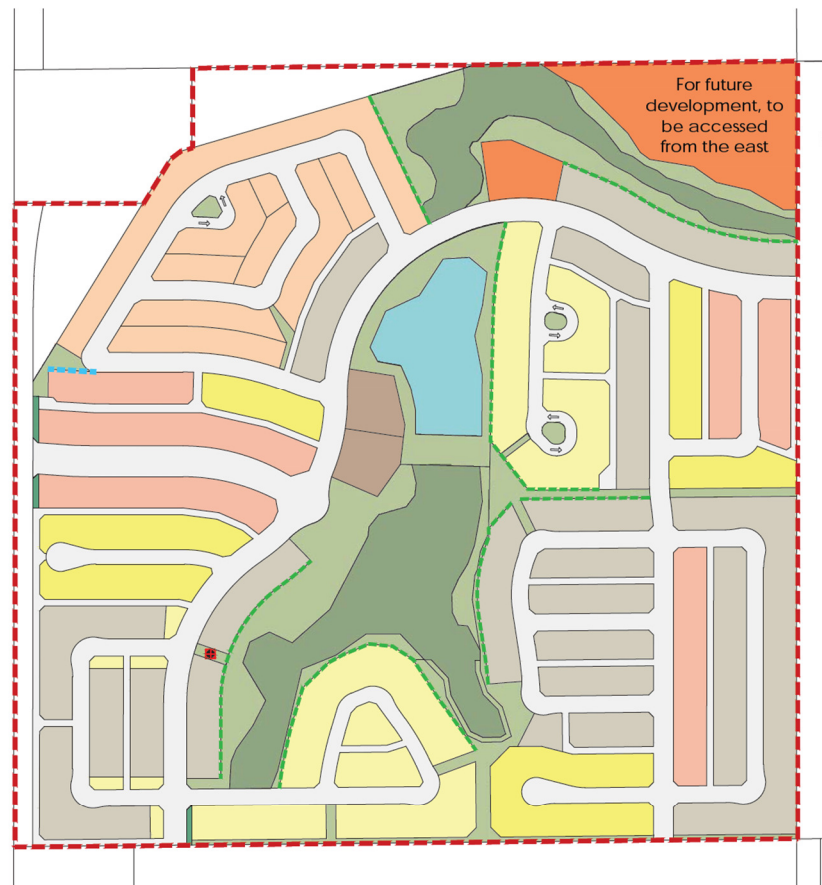 For future
development, to
be accessed
from the east